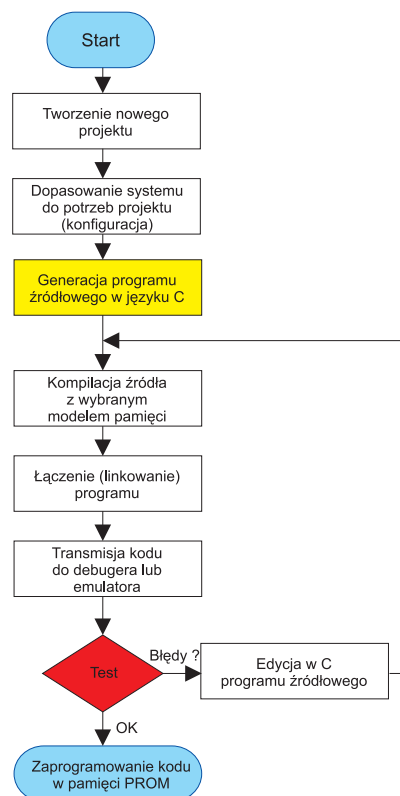 Start
Tworzenie nowego
projektu
Dopasowanie systemu
do potrzeb projektu
(konfiguracja)
Generacja programu
źródłowego w języku C
Kompilacja źródła
z wybranym
modelem pamięci
Łączenie (linkowanie)
programu
Transmisja kodu
do debugera lub
emulatora
Test
Błędy ?
Edycja w C
programu źródłowego
OK
Zaprogramowanie kodu
w pamięci PROM